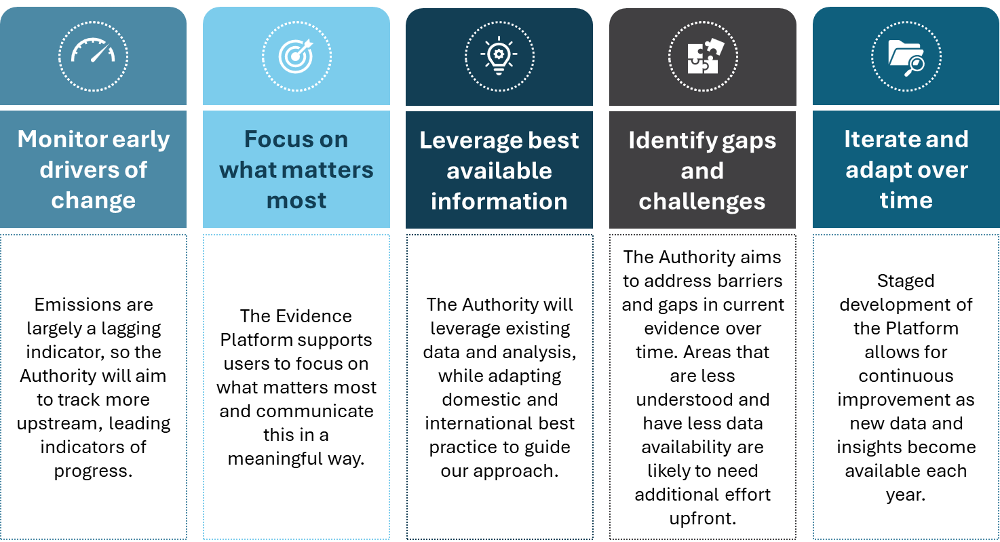 Monitor early
drivers of
change
Emissions are
largely a lagging
indicator, so the
Authority will aim
to track more
upstream, leading
indicators of
progress.
Focus on
what matters
most
The Evidence
Platform supports
users to focus on
what matters most
and communicate
this in a
meaningful way.
Leverage best
available
information
The Authority will
leverage existing
data and analysis,
while adapting
domestic and
international best
practice to guide
our approach.
Identify gaps
and
challenges
The Authority aims
to address barriers
and gaps in current
evidence over
time. Areas that
are less
understood and
have less data
availability are
likely to need
additional effort
upfront.
Iterate and
adapt over
time
Staged
development of
the Platform
allows for
continuous
improvement as
new data and
insights become
available each
year.